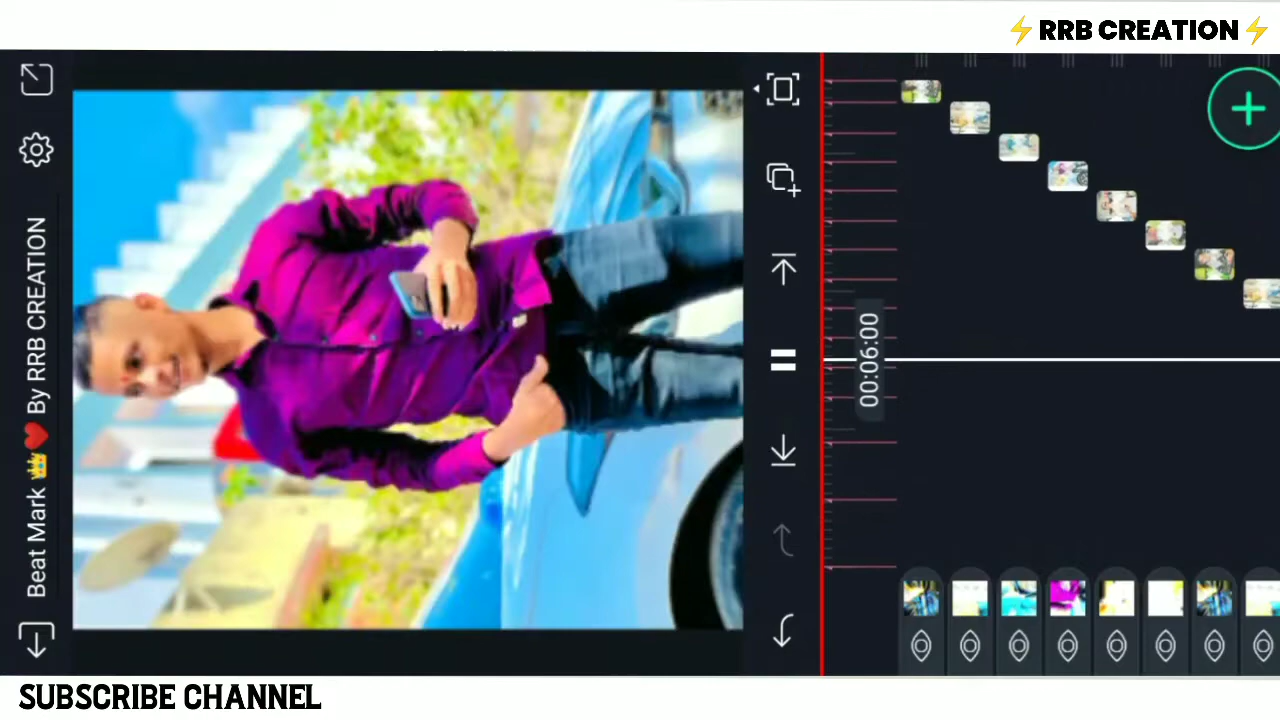 ⚡ RRB CREATION ⚡
Beat Mark 👑❤️ By RRB CREATION
00:06:00
SUBSCRIBE CHANNEL